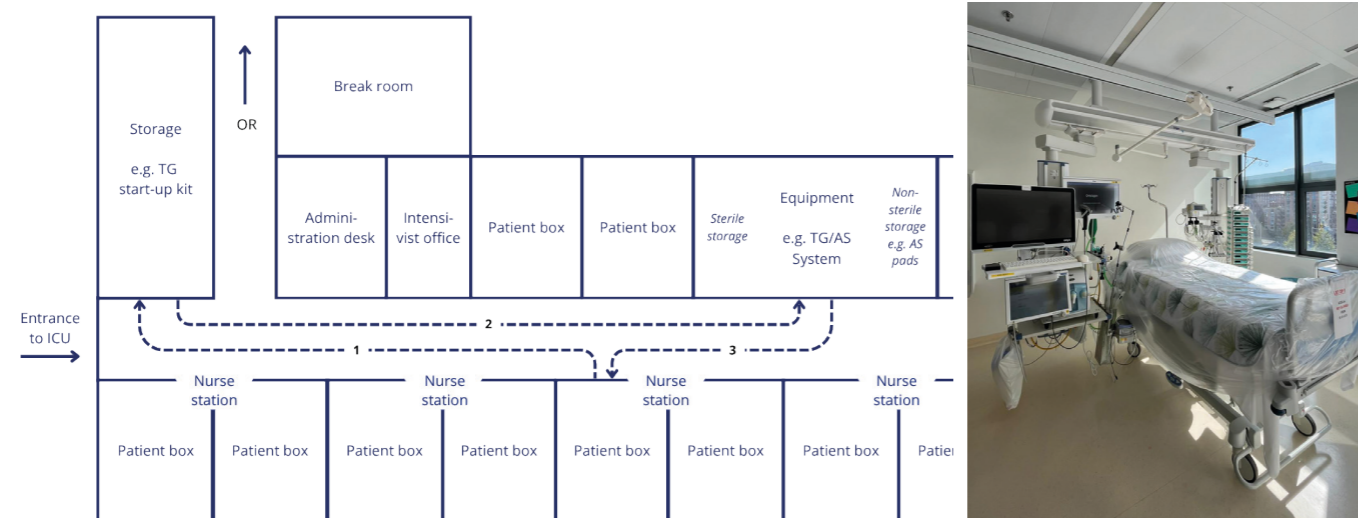 Storage
e.g. TG
start-up kit
OR
Break room
Admini-
stration desk
Intensi-
vist office
Patient box
Patient box
Sterile
storage
Equipment
e.g. TG/AS
System
Non-
sterile
storage
e.g. AS
pads
Entrance
to ICU
2
1
3
Nurse
station
Nurse
station
Nurse
station
Nurse
station
Patient box
Patient box
Patient box
Patient box
Patient box
Patient box
Patient box
Patie